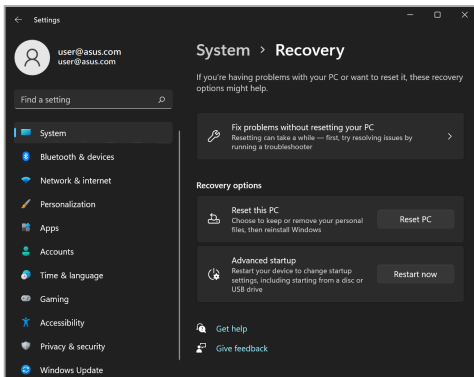 Settings
user@asus.com
user@asus.com
Find a setting
System
Bluetooth & devices
Network & internet
Personalization
Apps
Accounts
Time & language
Gaming
Accessibility
Privacy & security
Windows Update
System > Recovery
If you're having problems with your PC or want to reset it, these recovery
options might help.
Fix problems without resetting your PC
Resetting can take a while — first, try resolving issues by
running a troubleshooter
Recovery options
Reset this PC
Choose to keep or remove your personal
files, then reinstall Windows
Reset PC
Advanced startup
Restart your device to change startup
settings, including starting from a disc or
USB drive
Restart now
Get help
Give feedback